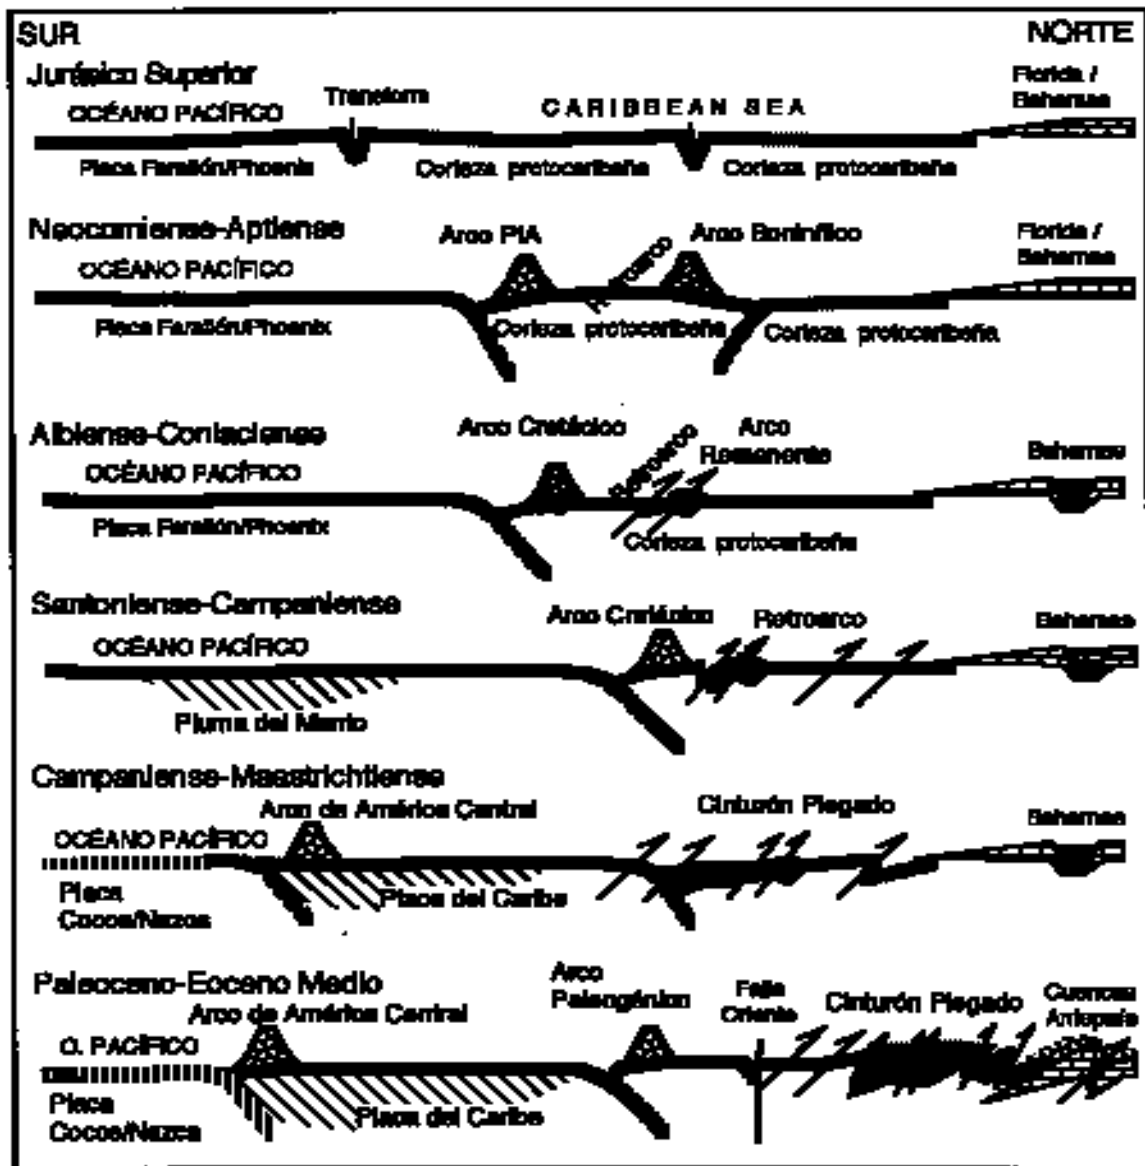 SUR
NORTE
Jurásico Superior
Florida /
Bahamas
Transform
OCÉANO PACÍFICO
CARIBBEAN SEA
Placa Farallón/Phoenix
Corteza protocaribeña
Corteza protocaribeña
Neocomiense-Aptiense
Arco PIA
Retroarco
Arco Boninítico
Florida /
Bahamas
OCÉANO PACÍFICO
Placa Farallón/Phoenix
Corteza protocaribeña
Corteza protocaribeña
Albiense-Coniaciense
Arco Cretácico
Retroarco
Arco
Remanente
Bahamas
OCÉANO PACÍFICO
Placa Farallón/Phoenix
Corteza protocaribeña
Santoniense-Campaniense
Arco Cretácico
Retroarco
Bahamas
OCÉANO PACÍFICO
Pluma del Manto
Campaniense-Maastrichtiense
Arco de América Central
Cinturón Plegado
Bahamas
OCÉANO PACÍFICO
Placa
Cocos/Nazca
Placa del Caribe
Paleoceno-Eoceno Medio
Arco de América Central
Arco
Paleogénico
Falla
Oriente
Cinturón Plegado
Cuencas
Antepaís
O. PACÍFICO
Placa
Cocos/Nazca
Placa del Caribe